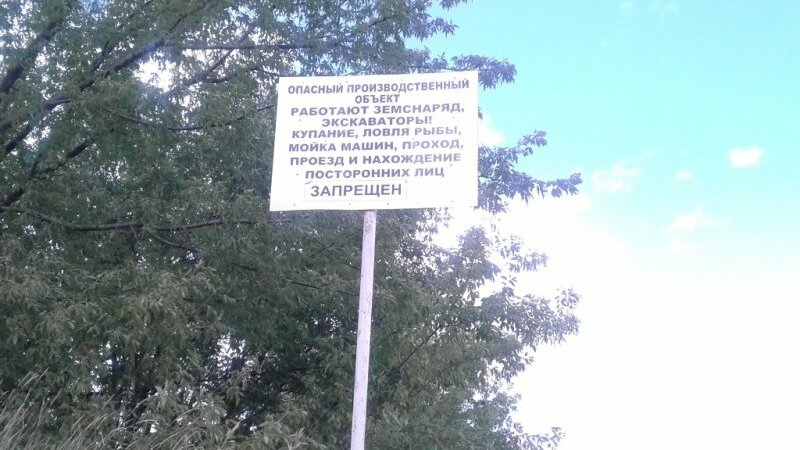 ОПАСНЫЙ ПРОИЗВОДСТВЕННЫЙ
ОБЪЕКТ
РАБОТАЮТ ЗЕМСНАРЯД,
ЭКСКАВАТОРЫ!
КУПАНИЕ, ЛОВЛЯ РЫБЫ,
МОЙКА МАШИН, ПРОХОД,
ПРОЕЗД И НАХОЖДЕНИЕ
ПОСТОРОННИХ ЛИЦ
ЗАПРЕЩЕН